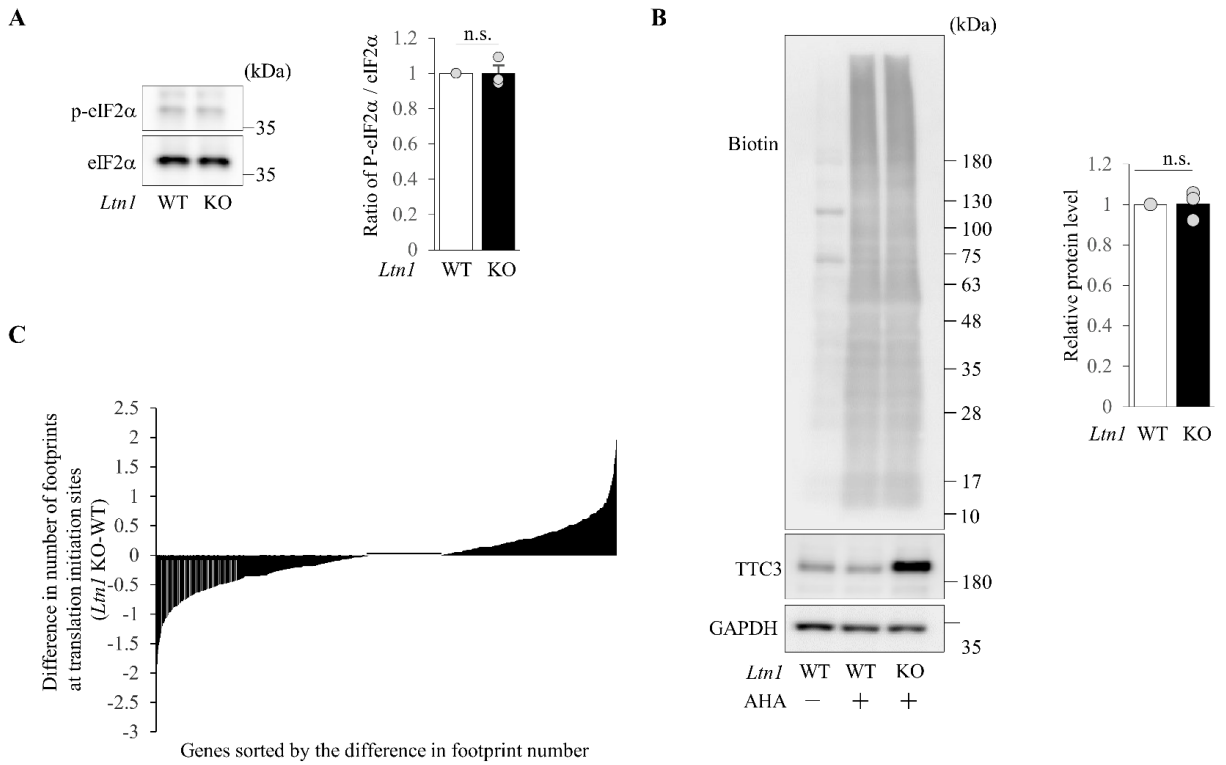 A
(kDa)
p-eIF2α
35
eIF2α
35
Ltn1 WT KO
Ratio of P-eIF2α / eIF2α
1.2
1
0.8
0.6
0.4
0.2
0
n.s.
Ltn1 WT KO
B
(kDa)
Biotin
180
130
100
75
63
48
35
28
17
10
TTC3
180
GAPDH
35
Ltn1 WT WT KO
AHA − + +
Relative protein level
1.2
1
0.8
0.6
0.4
0.2
0
n.s.
Ltn1 WT KO
C
Difference in number of footprints
at translation initiation sites
(Ltn1 KO-WT)
2.5
2
1.5
1
0.5
0
-0.5
-1
-1.5
-2
-2.5
-3
Genes sorted by the difference in footprint number